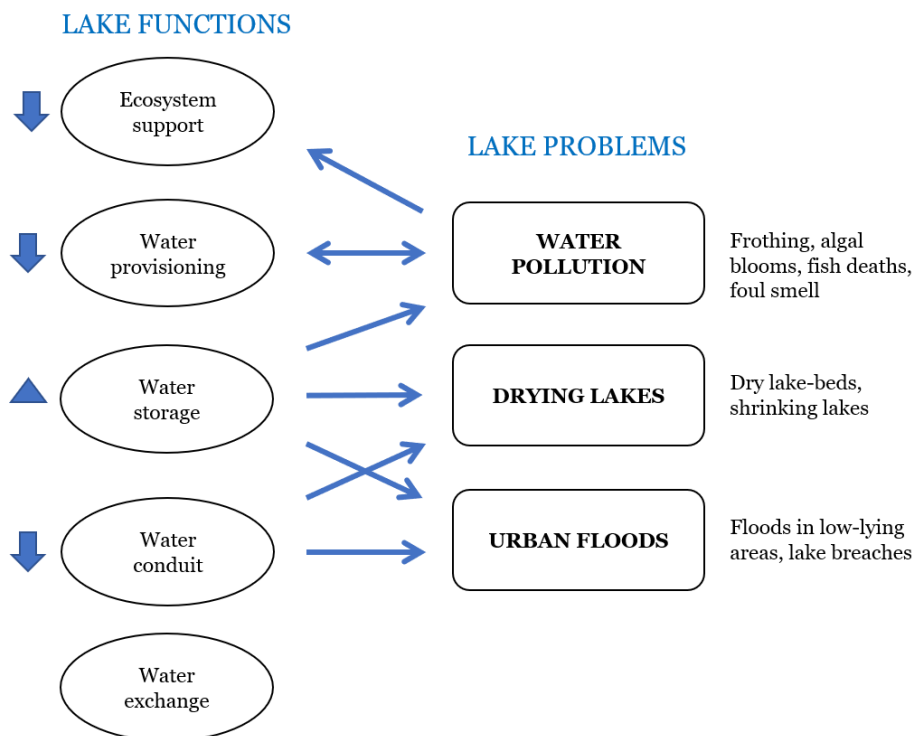 LAKE FUNCTIONS
Ecosystem
support
LAKE PROBLEMS
Water
provisioning
WATER
POLLUTION
Frothing, algal
blooms, fish deaths,
foul smell
Water
storage
DRYING LAKES
Dry lake-beds,
shrinking lakes
Water
conduit
URBAN FLOODS
Floods in low-lying
areas, lake breaches
Water
exchange